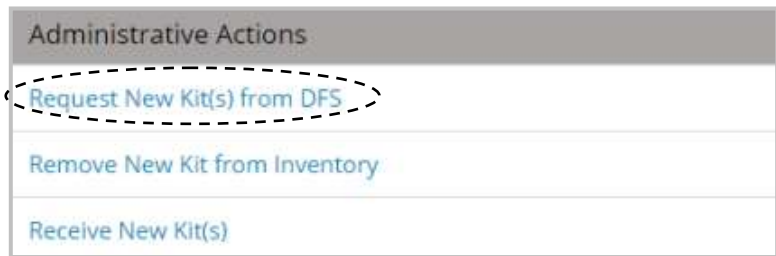 Administrative Actions
Request New Kit(s) from DFS
Remove New Kit from Inventory
Receive New Kit(s)